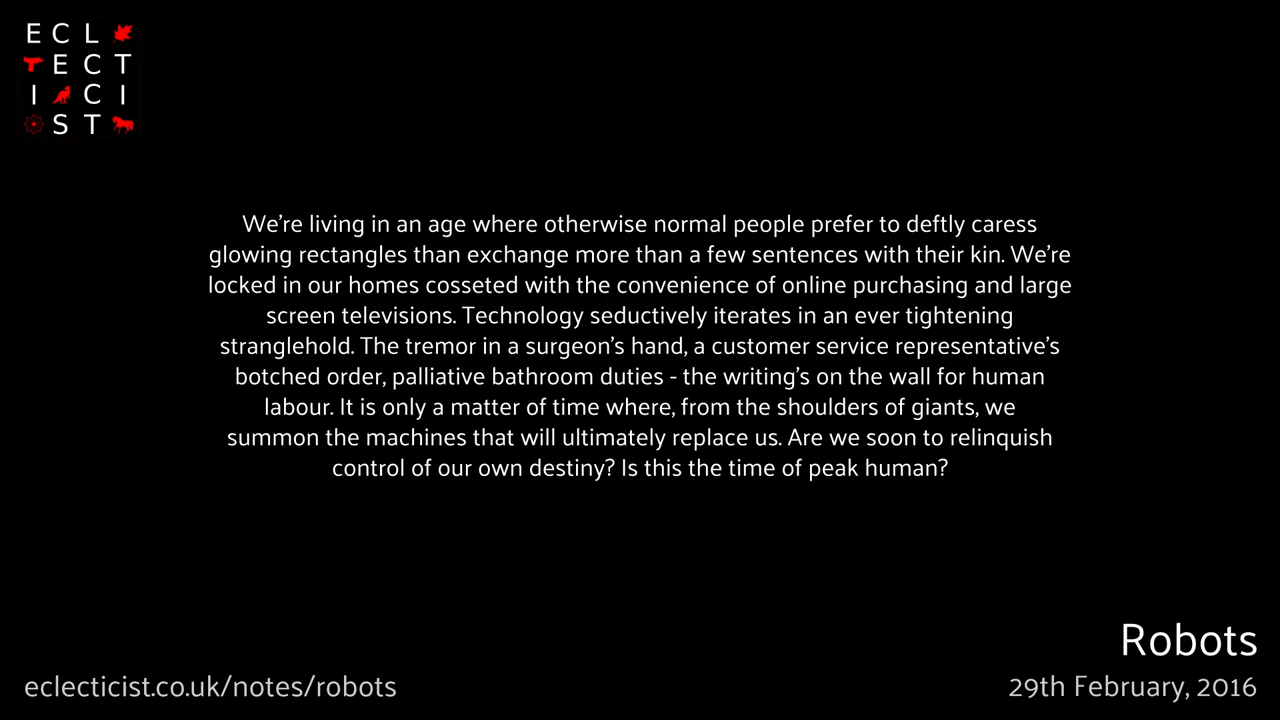 E C L
E C T
I C I
S T
We're living in an age where otherwise normal people prefer to deftly caress
glowing rectangles than exchange more than a few sentences with their kin. We're
locked in our homes cosseted with the convenience of online purchasing and large
screen televisions. Technology seductively iterates in an ever tightening
stranglehold. The tremor in a surgeon's hand, a customer service representative's
botched order, palliative bathroom duties - the writing's on the wall for human
labour. It is only a matter of time where, from the shoulders of giants, we
summon the machines that will ultimately replace us. Are we soon to relinquish
control of our own destiny? Is this the time of peak human?
Robots
eclecticist.co.uk/notes/robots
29th February, 2016